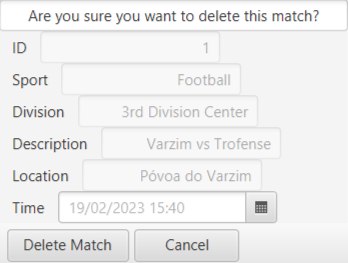 Are you sure you want to delete this match?
ID 1
Sport Football
Division 3rd Division Center
Description Varzim vs Trofense
Location Póvoa do Varzim
Time 19/02/2023 15:40
Delete Match Cancel